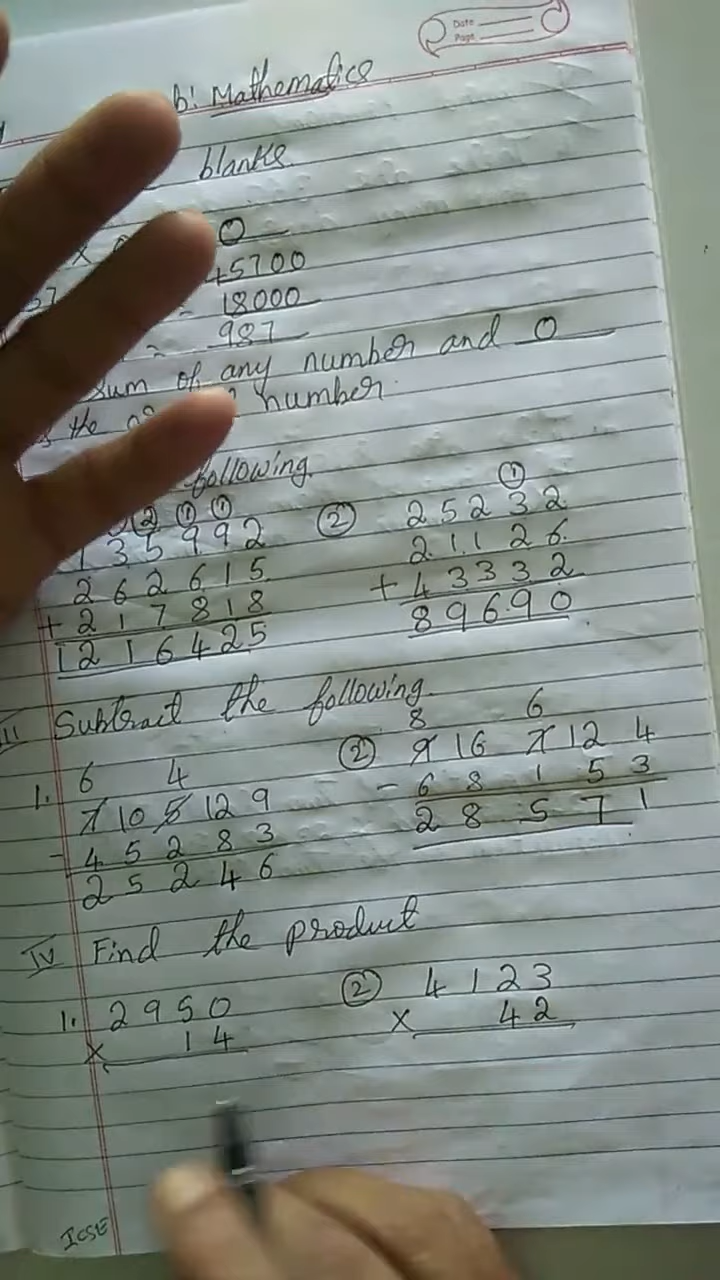 Date
Page
b: Mathematics
blanks
0
45700
18000
987
Sum of any number and 0
the number.
following.
2 1 1
1 3 5 9 9 2
2 6 2 6 1 5
+ 2 1 7 8 1 8
1 2 1 6 4 2 5
2 1
2 5 2 3 2
2 1 1 2 6
+ 4 3 3 3 2
8 9 6 9 0
III Subtract the following.
1. 6 4
7 10 5 12 9
- 4 5 2 8 3
2 5 2 4 6
2 8 6
9 16 7 12 4
- 6 8 1 5 3
2 8 5 7 1
IV Find the product
1. 2 9 5 0
x 1 4
2 4 1 2 3
x 4 2
ICSE